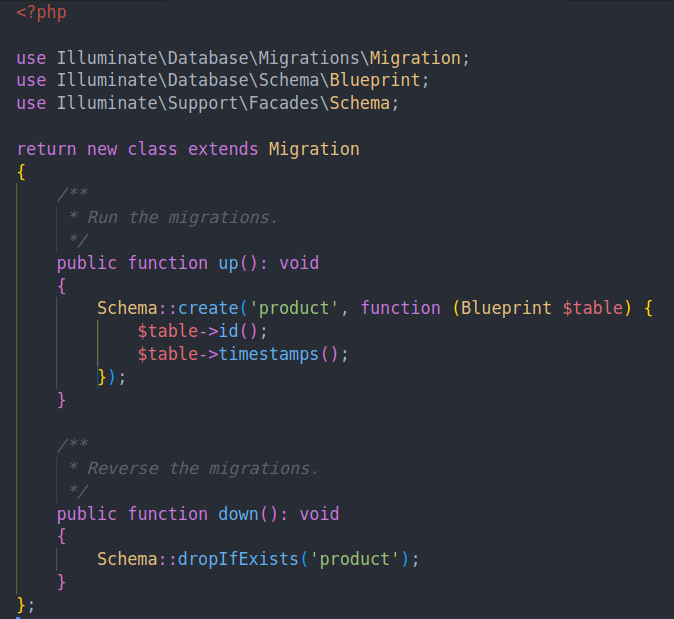 <?php

use Illuminate\Database\Migrations\Migration;
use Illuminate\Database\Schema\Blueprint;
use Illuminate\Support\Facades\Schema;

return new class extends Migration
{
    /**
     * Run the migrations.
     */
    public function up(): void
    {
        Schema::create('product', function (Blueprint $table) {
            $table->id();
            $table->timestamps();
        });
    }

    /**
     * Reverse the migrations.
     */
    public function down(): void
    {
        Schema::dropIfExists('product');
    }
};